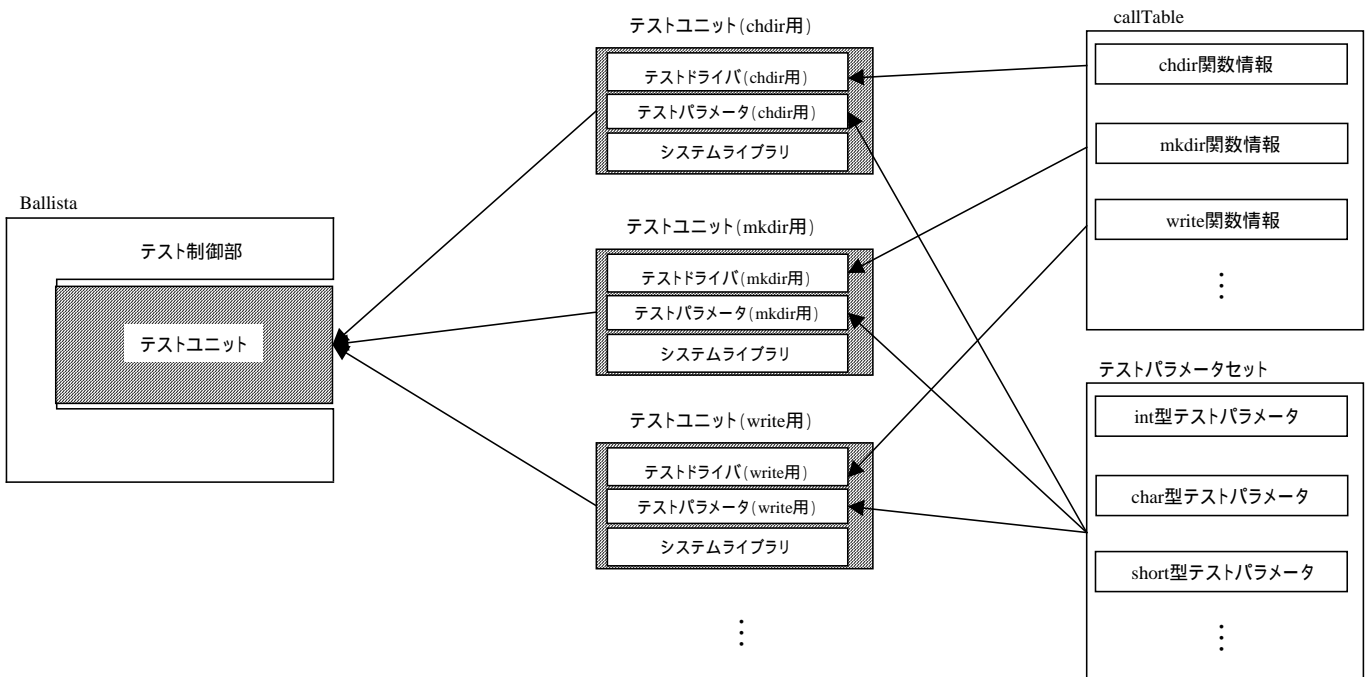 Ballista
テスト制御部
テストユニット
テストユニット(chdir用)
テストドライバ(chdir用)
テストパラメータ(chdir用)
システムライブラリ
テストユニット(mkdir用)
テストドライバ(mkdir用)
テストパラメータ(mkdir用)
システムライブラリ
テストユニット(write用)
テストドライバ(write用)
テストパラメータ(write用)
システムライブラリ
⋮
callTable
chdir関数情報
mkdir関数情報
write関数情報
⋮
テストパラメータセット
int型テストパラメータ
char型テストパラメータ
short型テストパラメータ
⋮